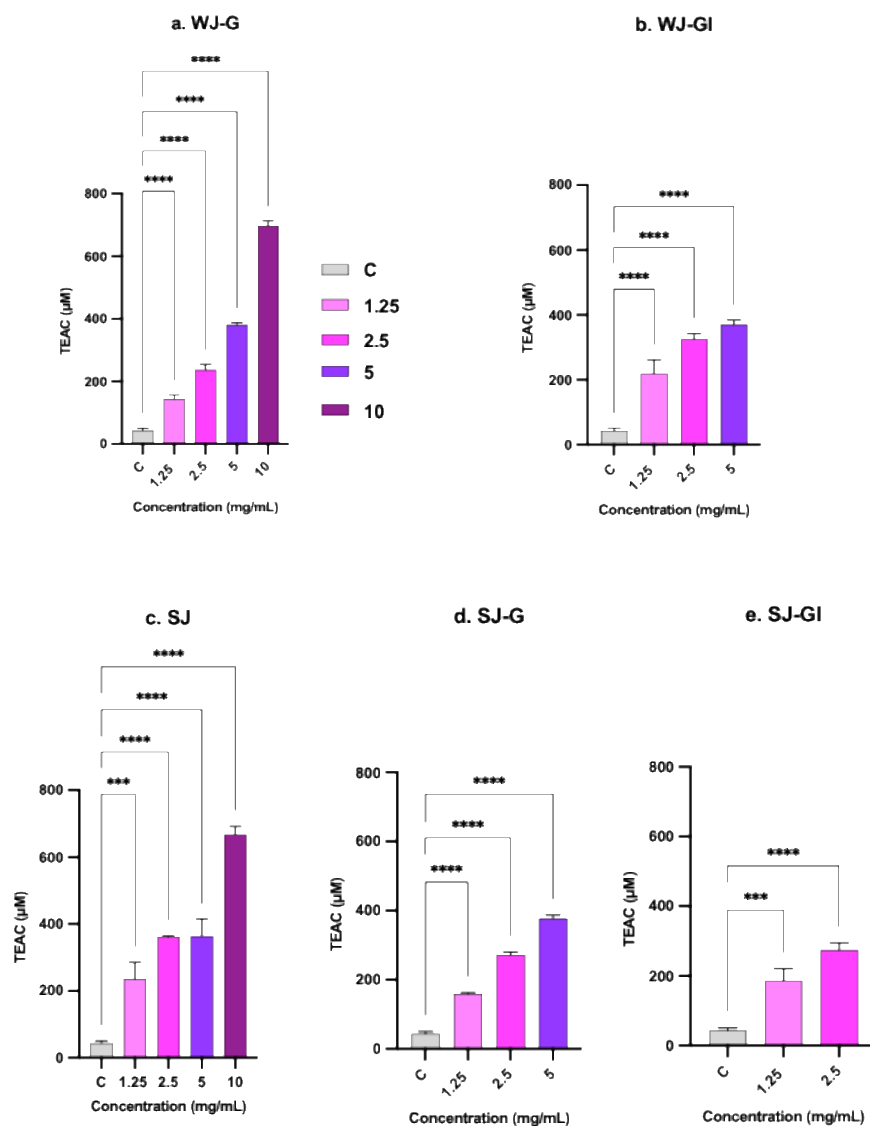 a. WJ-G
****
****
****
****
800
600
400
200
0
TEAC (µM)
C
1.25
2.5
5
10
Concentration (mg/mL)
C
1.25
2.5
5
10
b. WJ-GI
****
****
****
800
600
400
200
0
TEAC (µM)
C
1.25
2.5
5
Concentration (mg/mL)
c. SJ
****
****
****
***
800
600
400
200
0
TEAC (µM)
C 1.25 2.5 5 10
Concentration (mg/mL)
d. SJ-G
****
****
****
800
600
400
200
0
TEAC (µM)
C
1.25
2.5
5
Concentration (mg/mL)
e. SJ-GI
****
***
800
600
400
200
0
TEAC (µM)
C
1.25
2.5
Concentration (mg/mL)